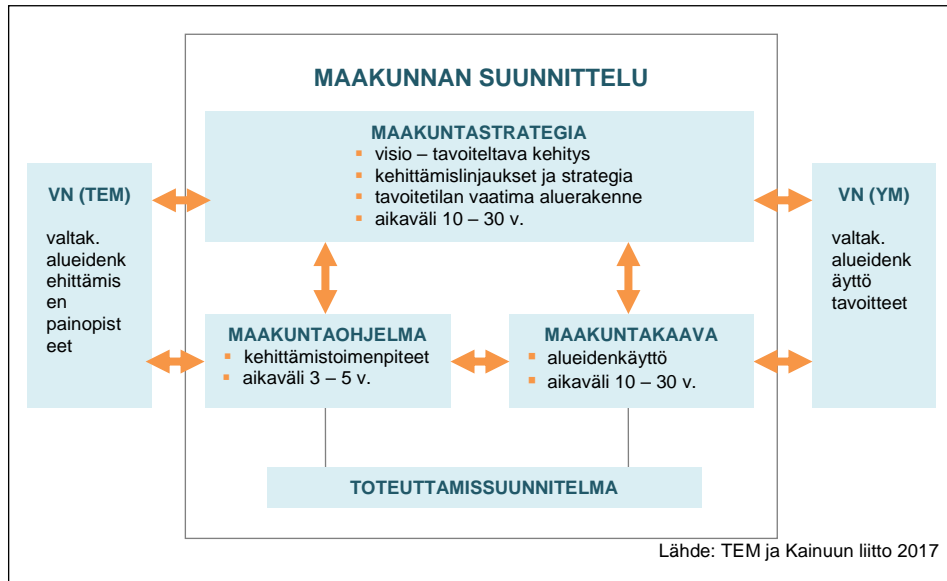 MAAKUNNAN SUUNNITTELU
MAAKUNTASTRATEGIA
▪ visio – tavoiteltava kehitys
▪ kehittämislinjaukset ja strategia
▪ tavoitetilan vaatima aluerakenne
▪ aikaväli 10 – 30 v.
VN (TEM)
valtak.
alueidenk
ehittämis
en
painopist
eet
VN (YM)
valtak.
alueidenk
äyttö
tavoitteet
MAAKUNTAOHJELMA
▪ kehittämistoimenpiteet
▪ aikaväli 3 – 5 v.
MAAKUNTAKAAVA
▪ alueidenkäyttö
▪ aikaväli 10 – 30 v.
TOTEUTTAMISSUUNNITELMA
Lähde: TEM ja Kainuun liitto 2017